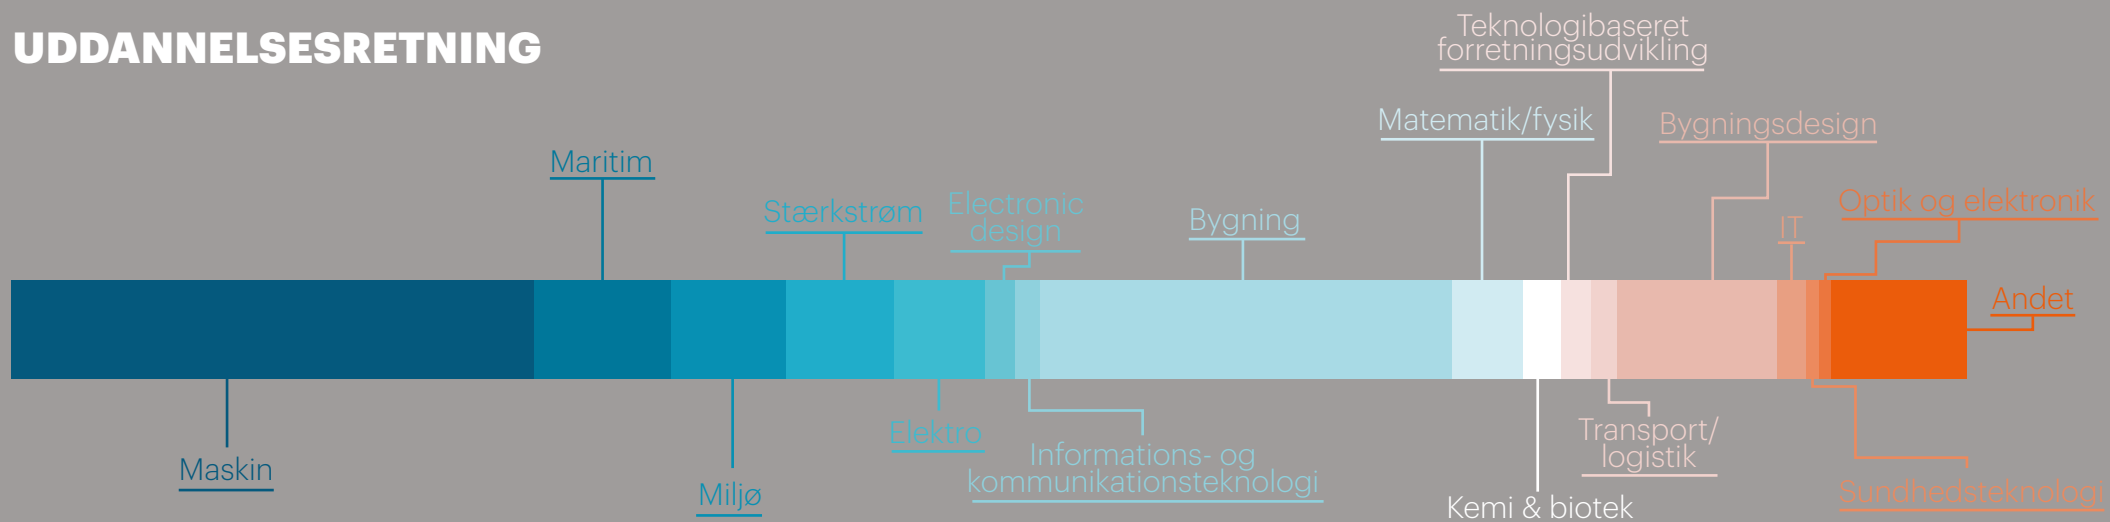 UDDANNELSESRETNING
Teknologibaseret
forretningsudvikling
Matematik/fysik
Bygningsdesign
Maritim
Stærkstrøm
Electronic
design
Bygning
IT
Optik og elektronik
Andet
Maskin
Miljø
Elektro
Informations- og
kommunikationsteknologi
Kemi & biotek
Transport/
logistik
Sundhedsteknologi